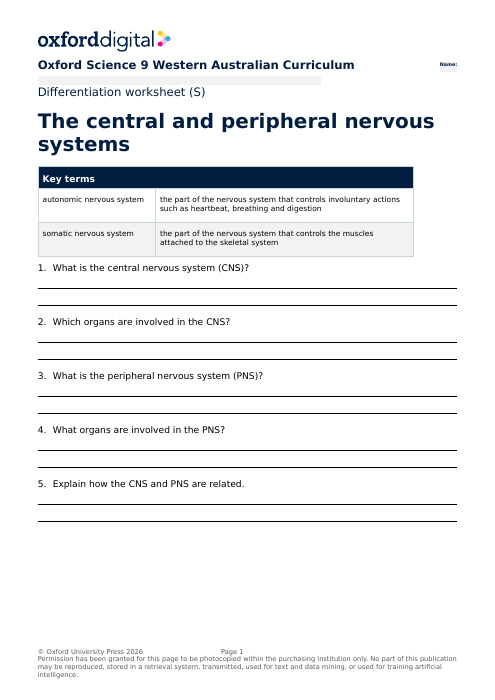 oxforddigital
Oxford Science 9 Western Australian Curriculum
Name:
Differentiation worksheet (S)
The central and peripheral nervous
systems
Key terms
autonomic nervous system
the part of the nervous system that controls involuntary actions
such as heartbeat, breathing and digestion
somatic nervous system
the part of the nervous system that controls the muscles
attached to the skeletal system
1. What is the central nervous system (CNS)?
2. Which organs are involved in the CNS?
3. What is the peripheral nervous system (PNS)?
4. What organs are involved in the PNS?
5. Explain how the CNS and PNS are related.
© Oxford University Press 2026 Page 1
Permission has been granted for this page to be photocopied within the purchasing institution only. No part of this publication
may be reproduced, stored in a retrieval system, transmitted, used for text and data mining, or used for training artificial
intelligence.